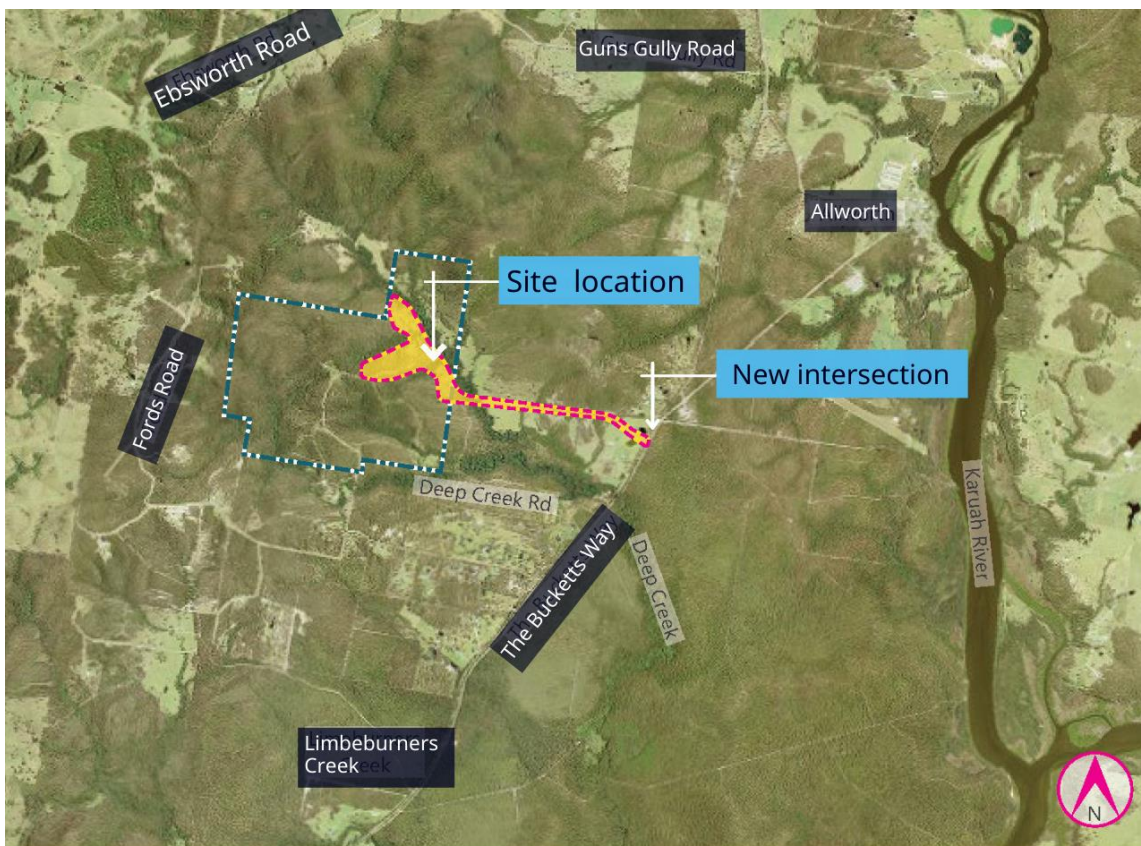 Ebsworth Road
Guns Gully Road
Allworth
Site location
New intersection
Fords Road
Deep Creek Rd
Karuah River
The Bucketts Way
Deep Creek
Limbeburners
Creek
N